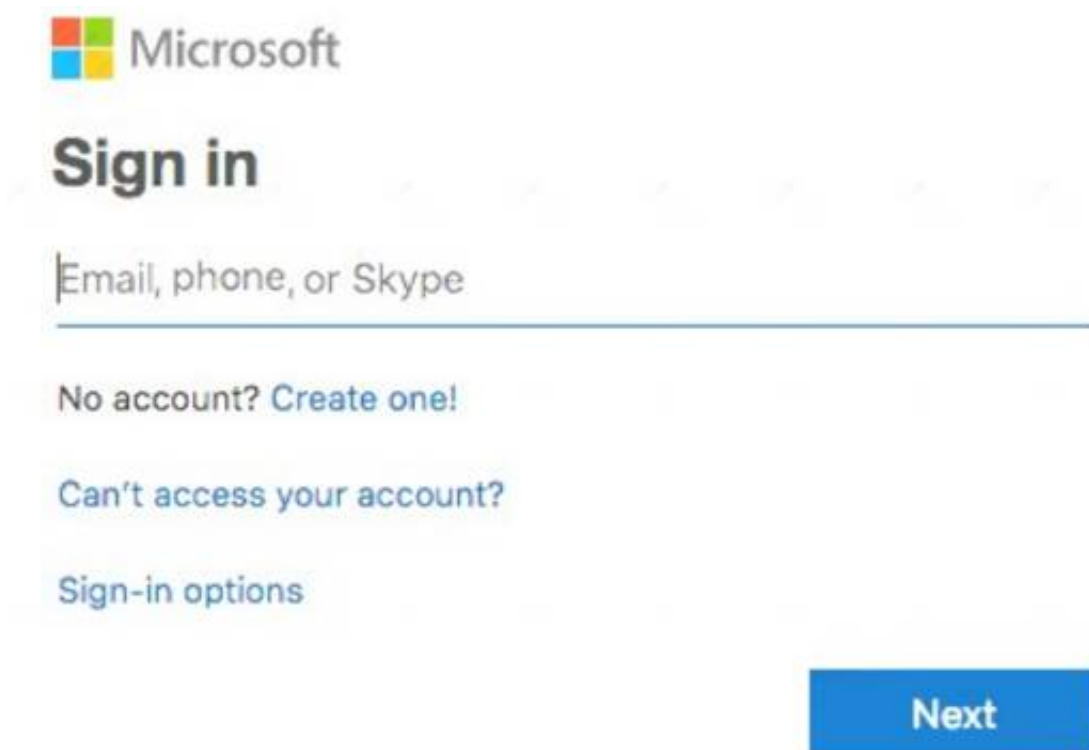 Microsoft
Sign in
Email, phone, or Skype
No account? Create one!
Can't access your account?
Sign-in options
Next